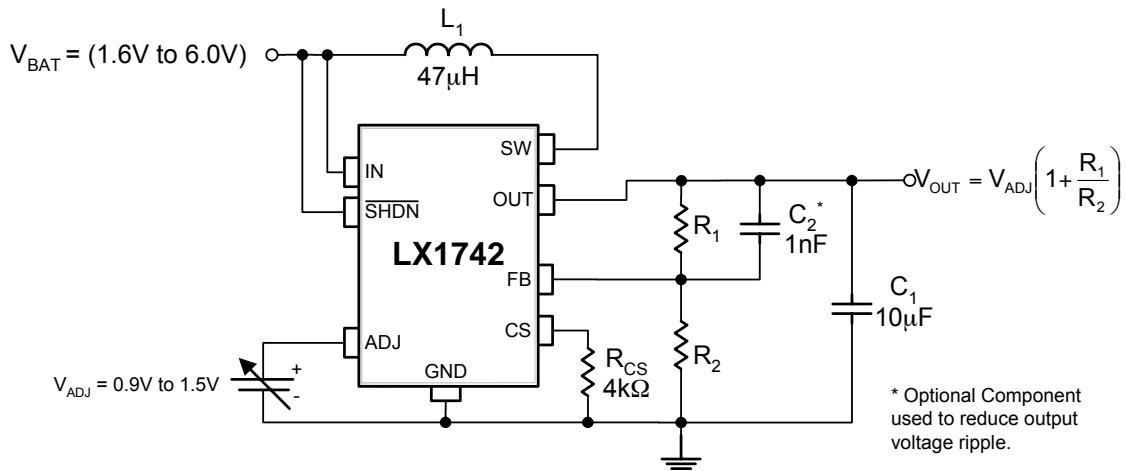 L1
VBAT = (1.6V to 6.0V)
47μH
SW
IN
OUT
SHDN
LX1742
FB
CS
ADJ
GND
VADJ = 0.9V to 1.5V
+
-
RCS
4kΩ
R1
R2
C2*
1nF
C1
10μF
VOUT = VADJ(1+R1/R2)
* Optional Component
used to reduce output
voltage ripple.